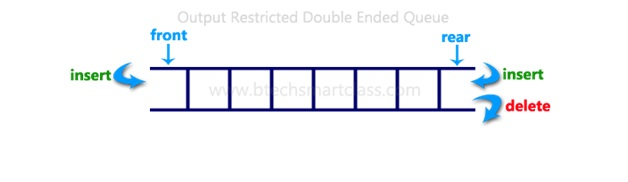 Output Restricted Double Ended Queue
front
rear
insert
insert
www.btechsmartclass.com
delete